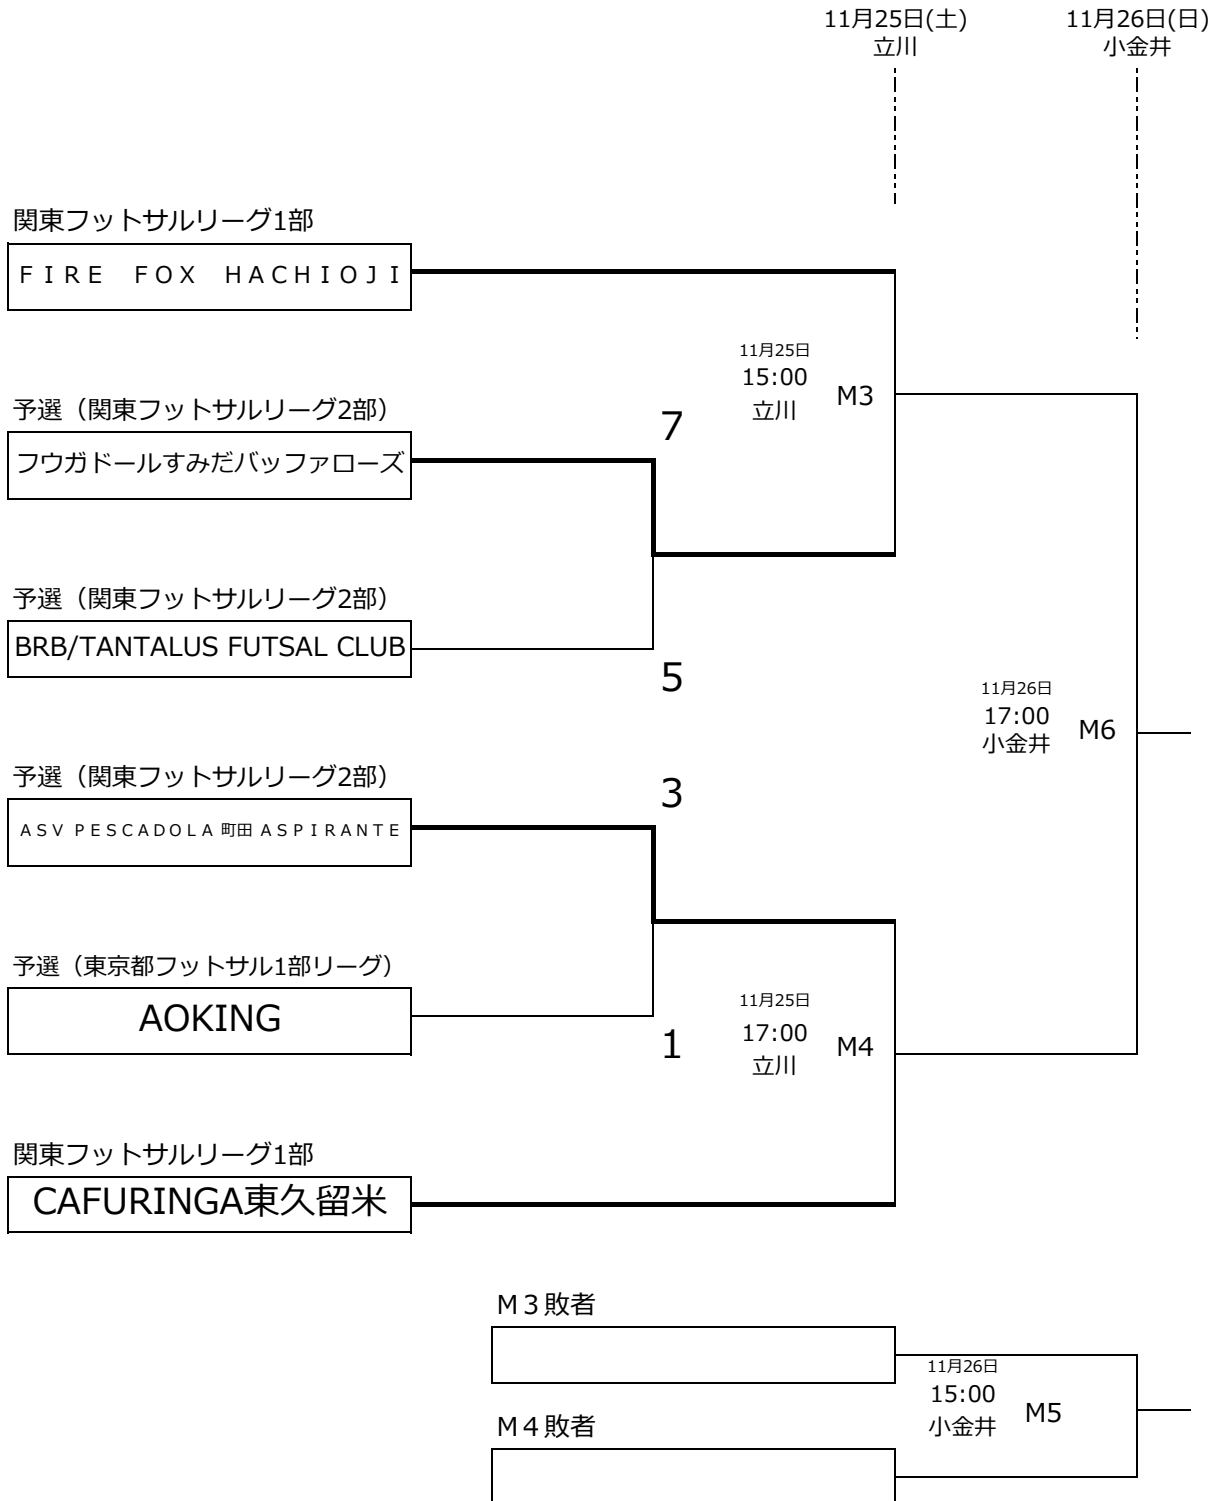 11月25日(土)
立川
11月26日(日)
小金井
関東フットサルリーグ1部
ＦＩＲＥ　ＦＯＸ　ＨＡＣＨＩＯＪＩ
11月25日
15:00
立川
M3
予選（関東フットサルリーグ2部）
7
フウガドールすみだバッファローズ
予選（関東フットサルリーグ2部）
BRB/TANTALUS FUTSAL CLUB
5
11月26日
17:00
小金井
M6
予選（関東フットサルリーグ2部）
3
ＡＳＶ ＰＥＳＣＡＤＯＬＡ 町田 ＡＳＰＩＲＡＮＴＥ
予選（東京都フットサル1部リーグ）
AOKING
1
11月25日
17:00
立川
M4
関東フットサルリーグ1部
CAFURINGA東久留米
Ｍ３敗者
11月26日
15:00
小金井
M5
Ｍ４敗者